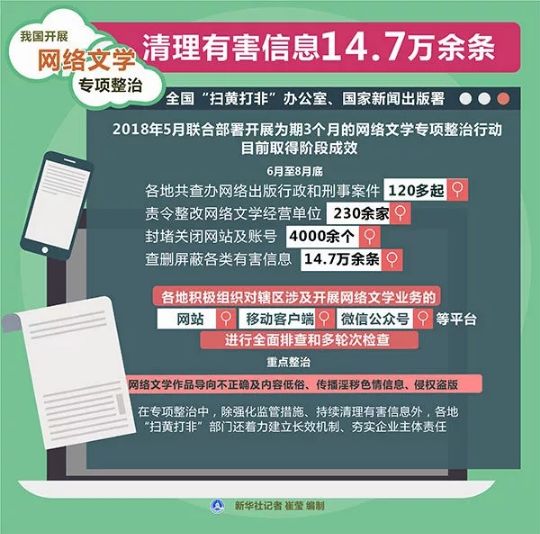 我国开展
网络文学
专项整治
清理有害信息14.7万余条
全国“扫黄打非”办公室、国家新闻出版署
2018年5月联合部署开展为期3个月的网络文学专项整治行动
目前取得阶段成效
6月至8月底
各地共查办网络出版行政和刑事案件 120多起
责令整改网络文学经营单位 230余家
封堵关闭网站及账号 4000余个
查删屏蔽各类有害信息 14.7万余条
各地积极组织对辖区涉及开展网络文学业务的
网站 移动客户端 微信公众号 等平台
进行全面排查和多轮次检查
重点整治
网络文学作品导向不正确及内容低俗、传播淫秽色情信息、侵权盗版
在专项整治中，除强化监管措施、持续清理有害信息外，各地
“扫黄打非”部门还着力建立长效机制、夯实企业主体责任
新华社记者 崔莹 编制